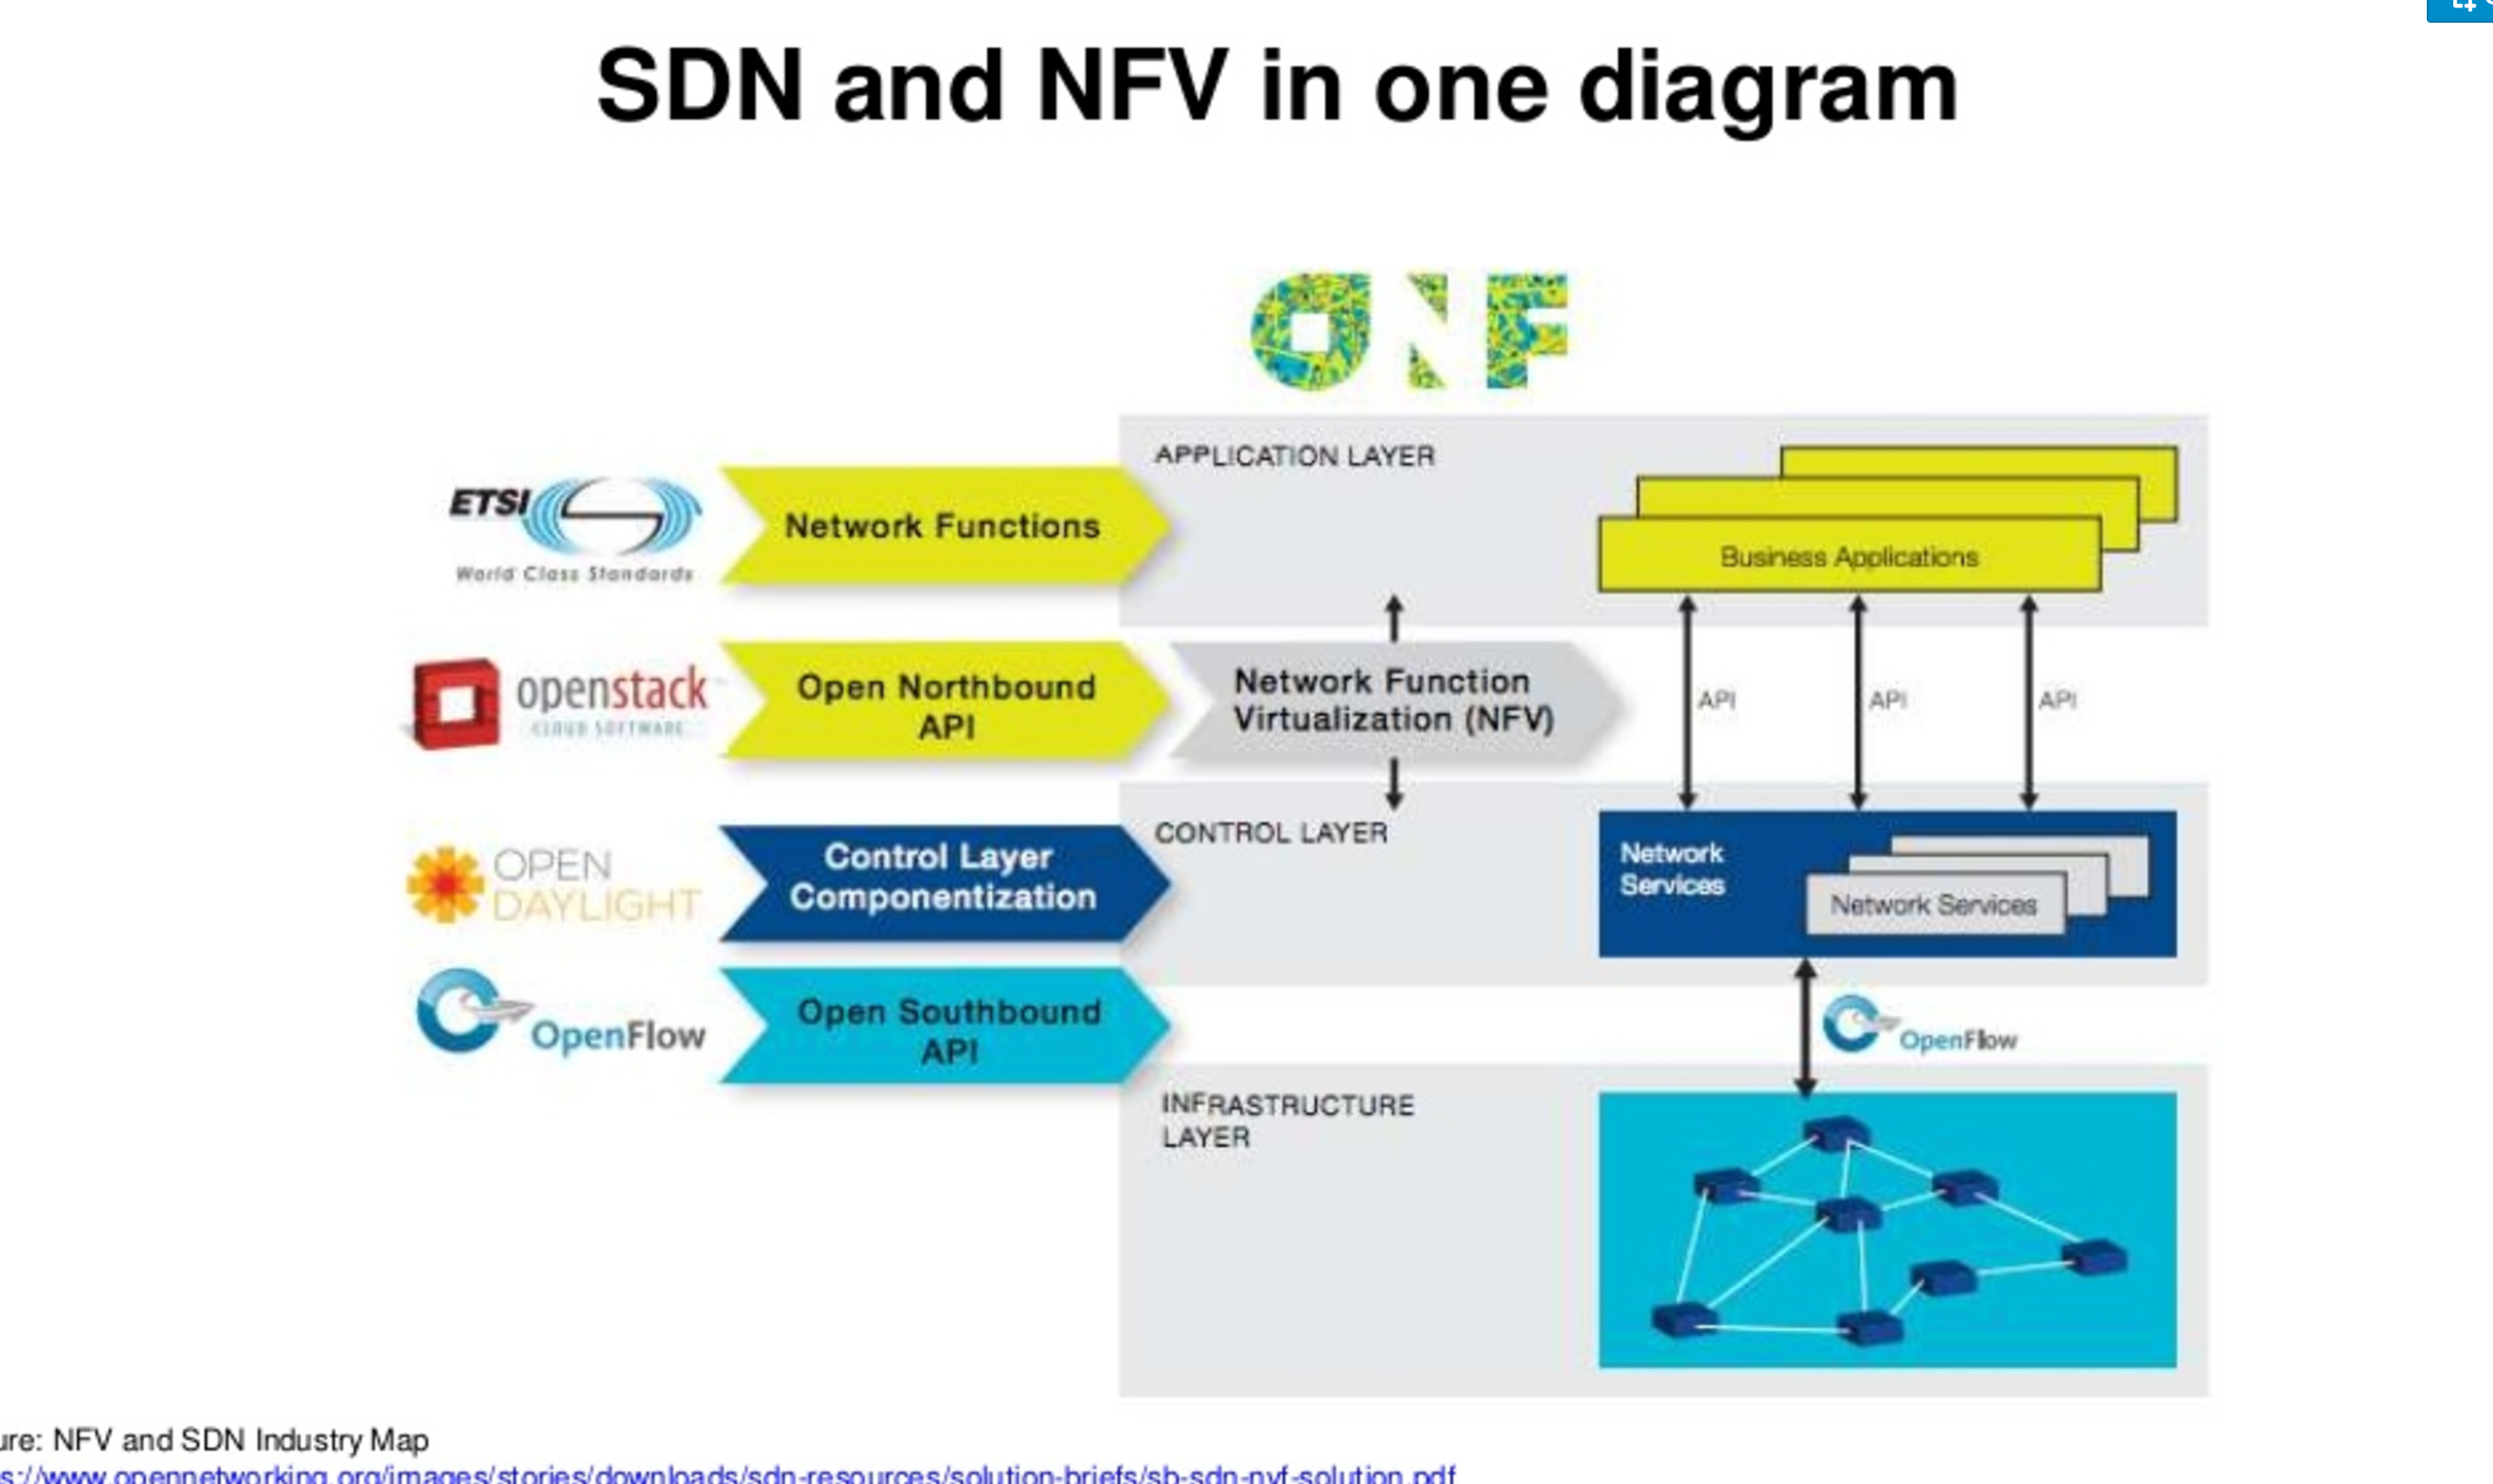 SDN and NFV in one diagram
ONF
APPLICATION LAYER
ETSI
World Class Standards
Network Functions
Business Applications
openstack
CLOUD SOFTWARE
Open Northbound
API
Network Function
Virtualization (NFV)
API
API
API
OPEN
DAYLIGHT
Control Layer
Componentization
CONTROL LAYER
Network
Services
Network Services
OpenFlow
Open Southbound
API
OpenFlow
INFRASTRUCTURE
LAYER
ure: NFV and SDN Industry Map
s://www.opennetworking.org/images/stories/downloads/sdn-resources/solution-briefs/sb-sdn-nvf-solution.pdf